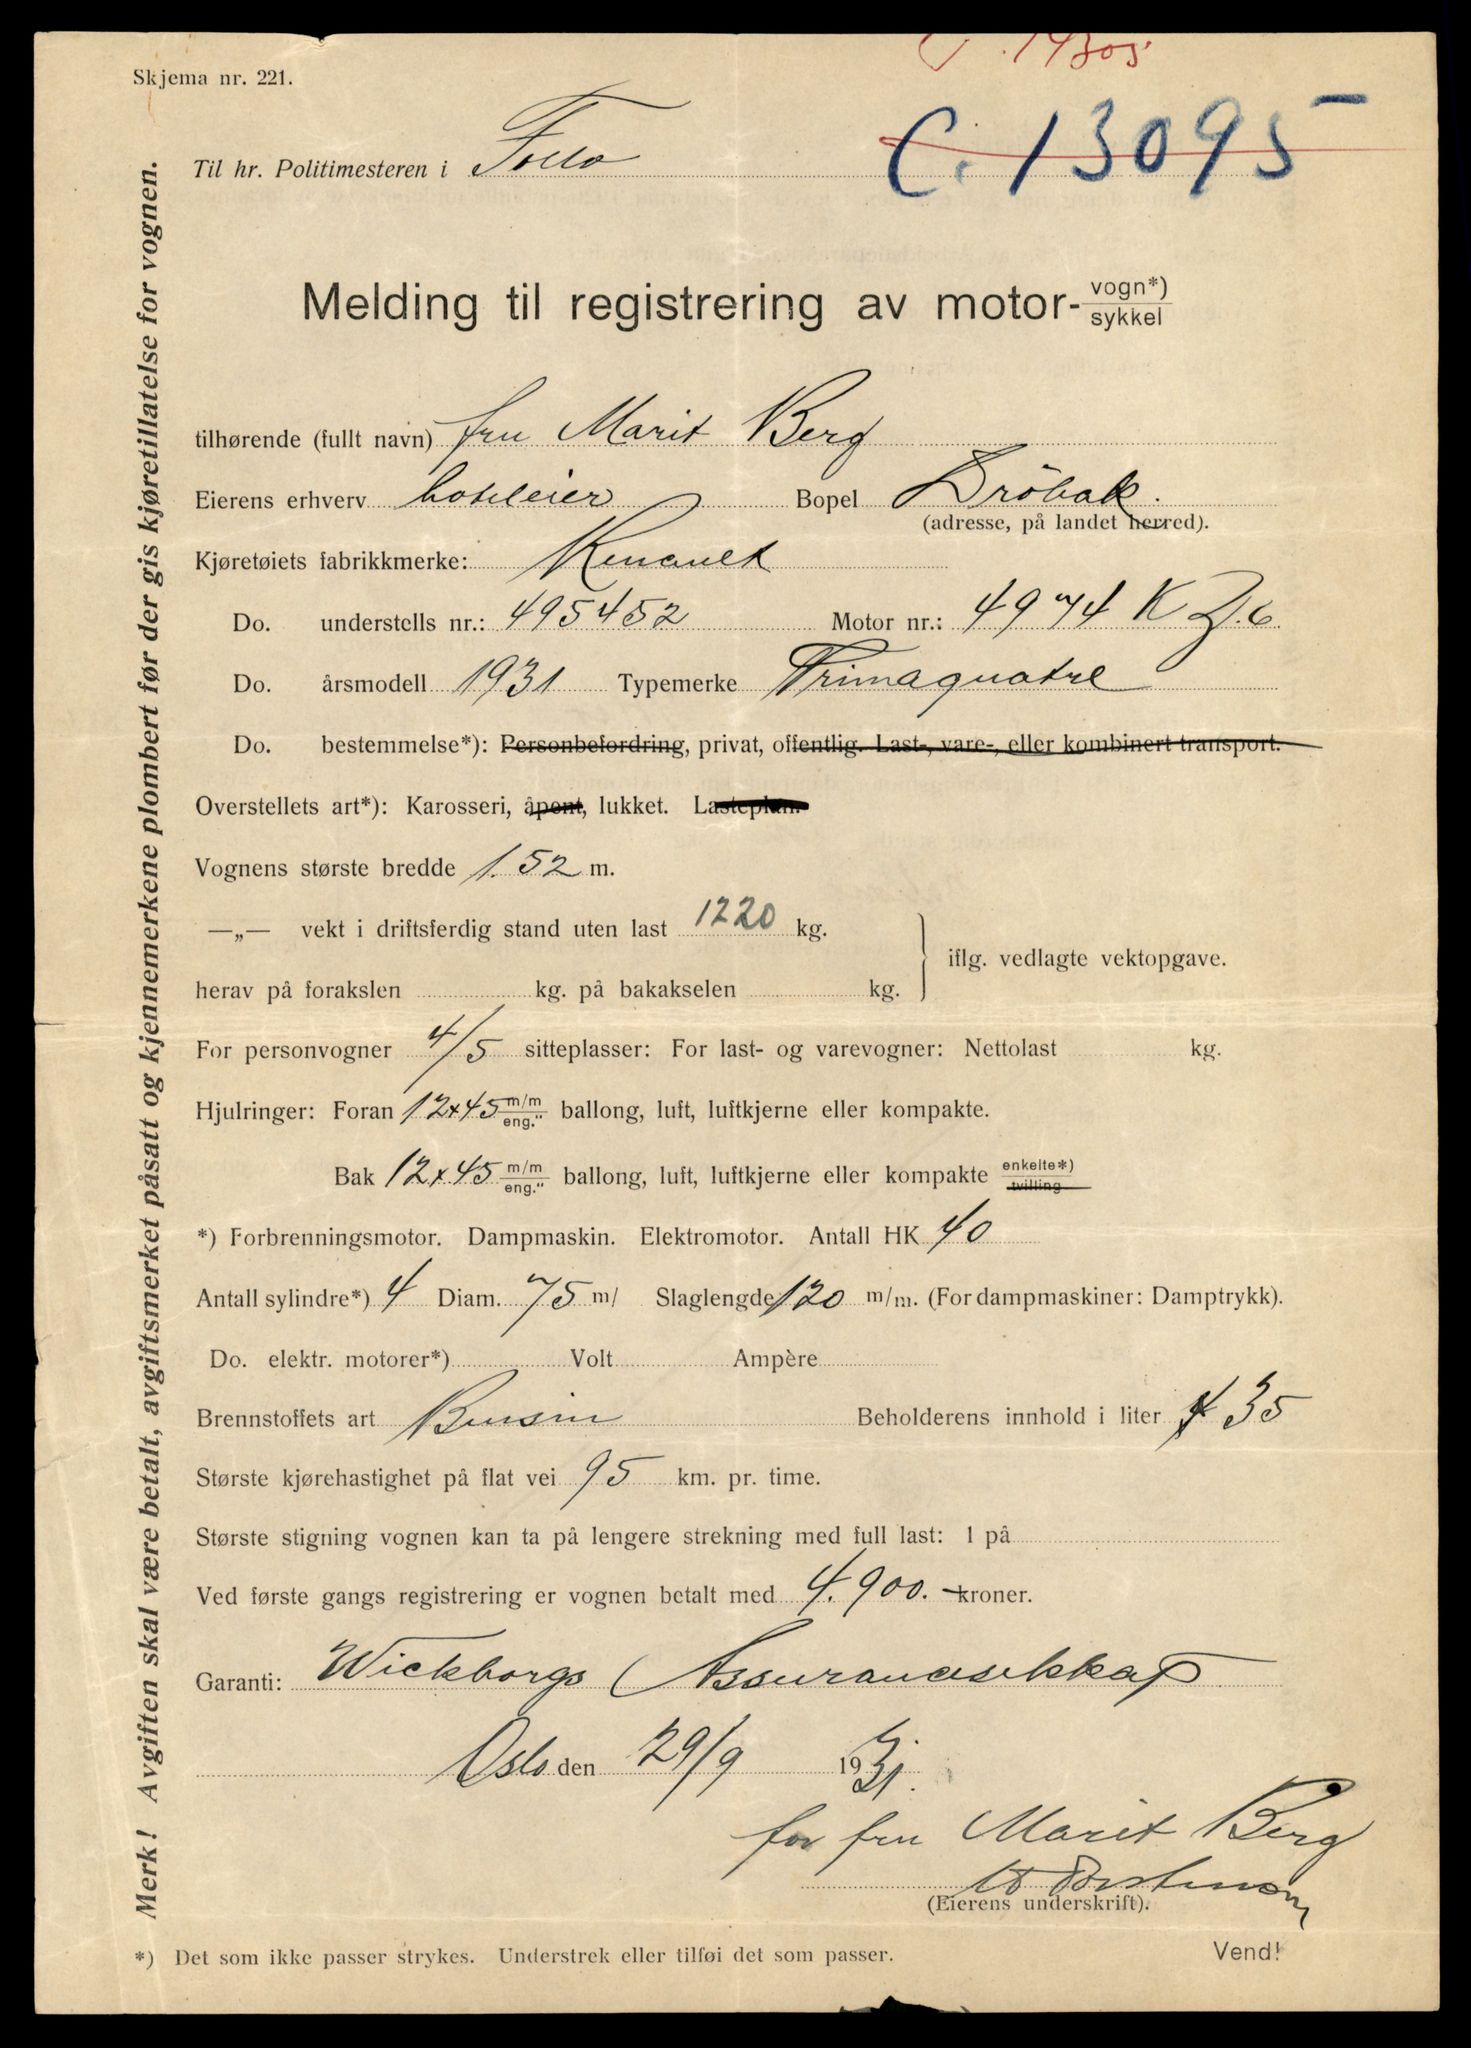 C. 14305
Skjema nr. 221.
C. 13095
Til hr. Politimesteren i Follo
Melding til registrering av motor- vogn*) / sykkel
tilhørende (fullt navn) fru Marit Berg
Eierens erhverv hoteleier Bopel Dröbak.
(adresse, på landet herred).
Kjøretøiets fabrikkmerke: Renault
Do. understells nr.: 495452 Motor nr.: 4974 K Z.6
Do. årsmodell 1931 Typemerke Primaquatre
Do. bestemmelse*): Personbefordring, privat, offentlig. Last-, vare-, eller kombinert transport.
Overstellets art*): Karosseri, åpent, lukket. Lasteplan.
Vognens største bredde 1.52 m.
—„— vekt i driftsferdig stand uten last 1220 kg.
herav på forakslen kg. på bakakselen kg.
iflg. vedlagte vektopgave.
For personvogner 4/5 sitteplasser: For last- og varevogner: Nettolast kg.
Hjulringer: Foran 12x45 m/m / eng." ballong, luft, luftkjerne eller kompakte.
Bak 12x45 m/m / eng." ballong, luft, luftkjerne eller kompakte enkelte*) / tvilling
*) Forbrenningsmotor. Dampmaskin. Elektromotor. Antall HK 40
Antall sylindre*) 4 Diam. 75 m/ Slaglengde 120 m/m. (For dampmaskiner: Damptrykk).
Do. elektr. motorer*) Volt Ampère
Brennstoffets art Bensin Beholderens innhold i liter 35
Største kjørehastighet på flat vei 95 km. pr. time.
Største stigning vognen kan ta på lengere strekning med full last: 1 på
Ved første gangs registrering er vognen betalt med 4.900.- kroner.
Garanti: Wickborgs Assuranceselskap
Oslo den 29/9 1931.
for fru Marit Berg
(Eierens underskrift).
*) Det som ikke passer strykes. Understrek eller tilføi det som passer.
Vend!
Merk! Avgiften skal være betalt, avgiftsmerket påsatt og kjennemerkene plombert før der gis kjøretillatelse for vognen.